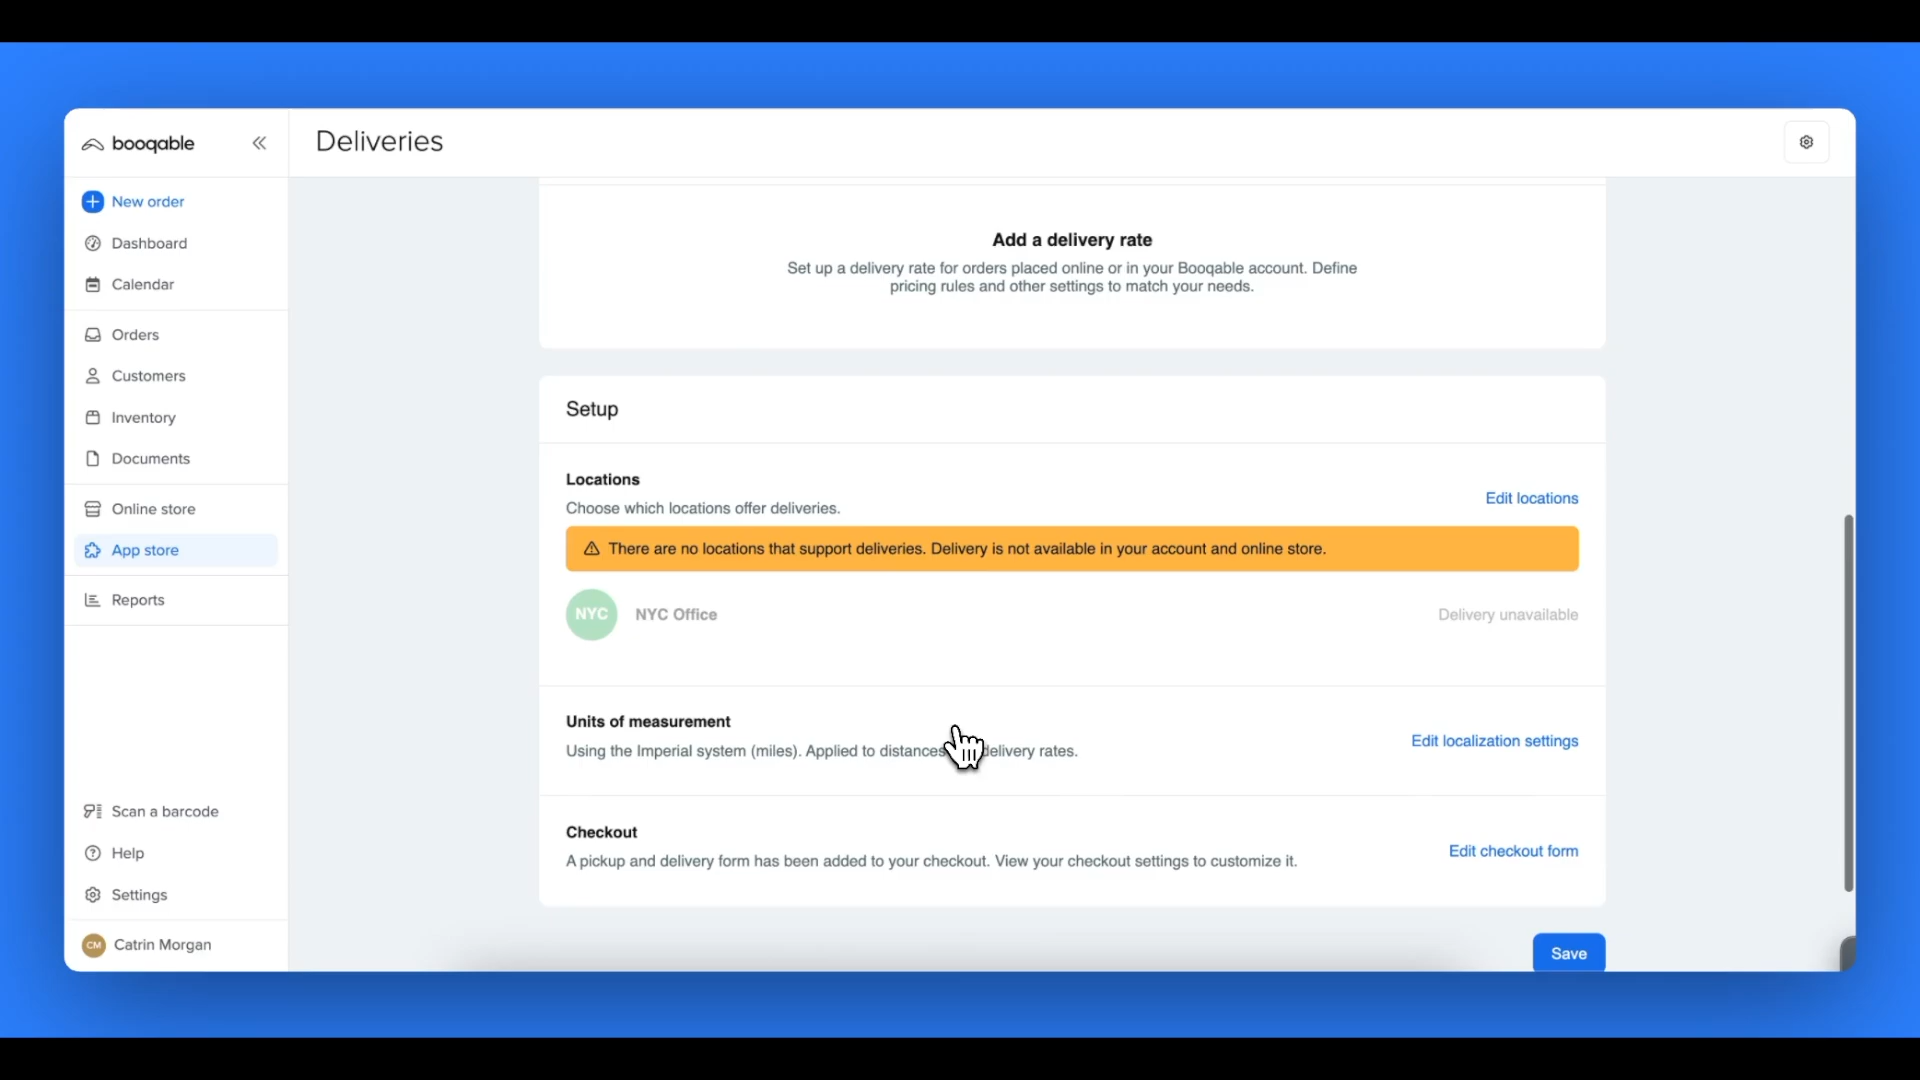 booqable
Deliveries
New order
Dashboard
Calendar
Orders
Customers
Inventory
Documents
Online store
App store
Reports
Scan a barcode
Help
Settings
CM Catrin Morgan
Add a delivery rate
Set up a delivery rate for orders placed online or in your Booqable account. Define
pricing rules and other settings to match your needs.
Setup
Locations
Choose which locations offer deliveries.
Edit locations
There are no locations that support deliveries. Delivery is not available in your account and online store.
NYC NYC Office Delivery unavailable
Units of measurement
Using the Imperial system (miles). Applied to distances delivery rates.
Edit localization settings
Checkout
A pickup and delivery form has been added to your checkout. View your checkout settings to customize it.
Edit checkout form
Save